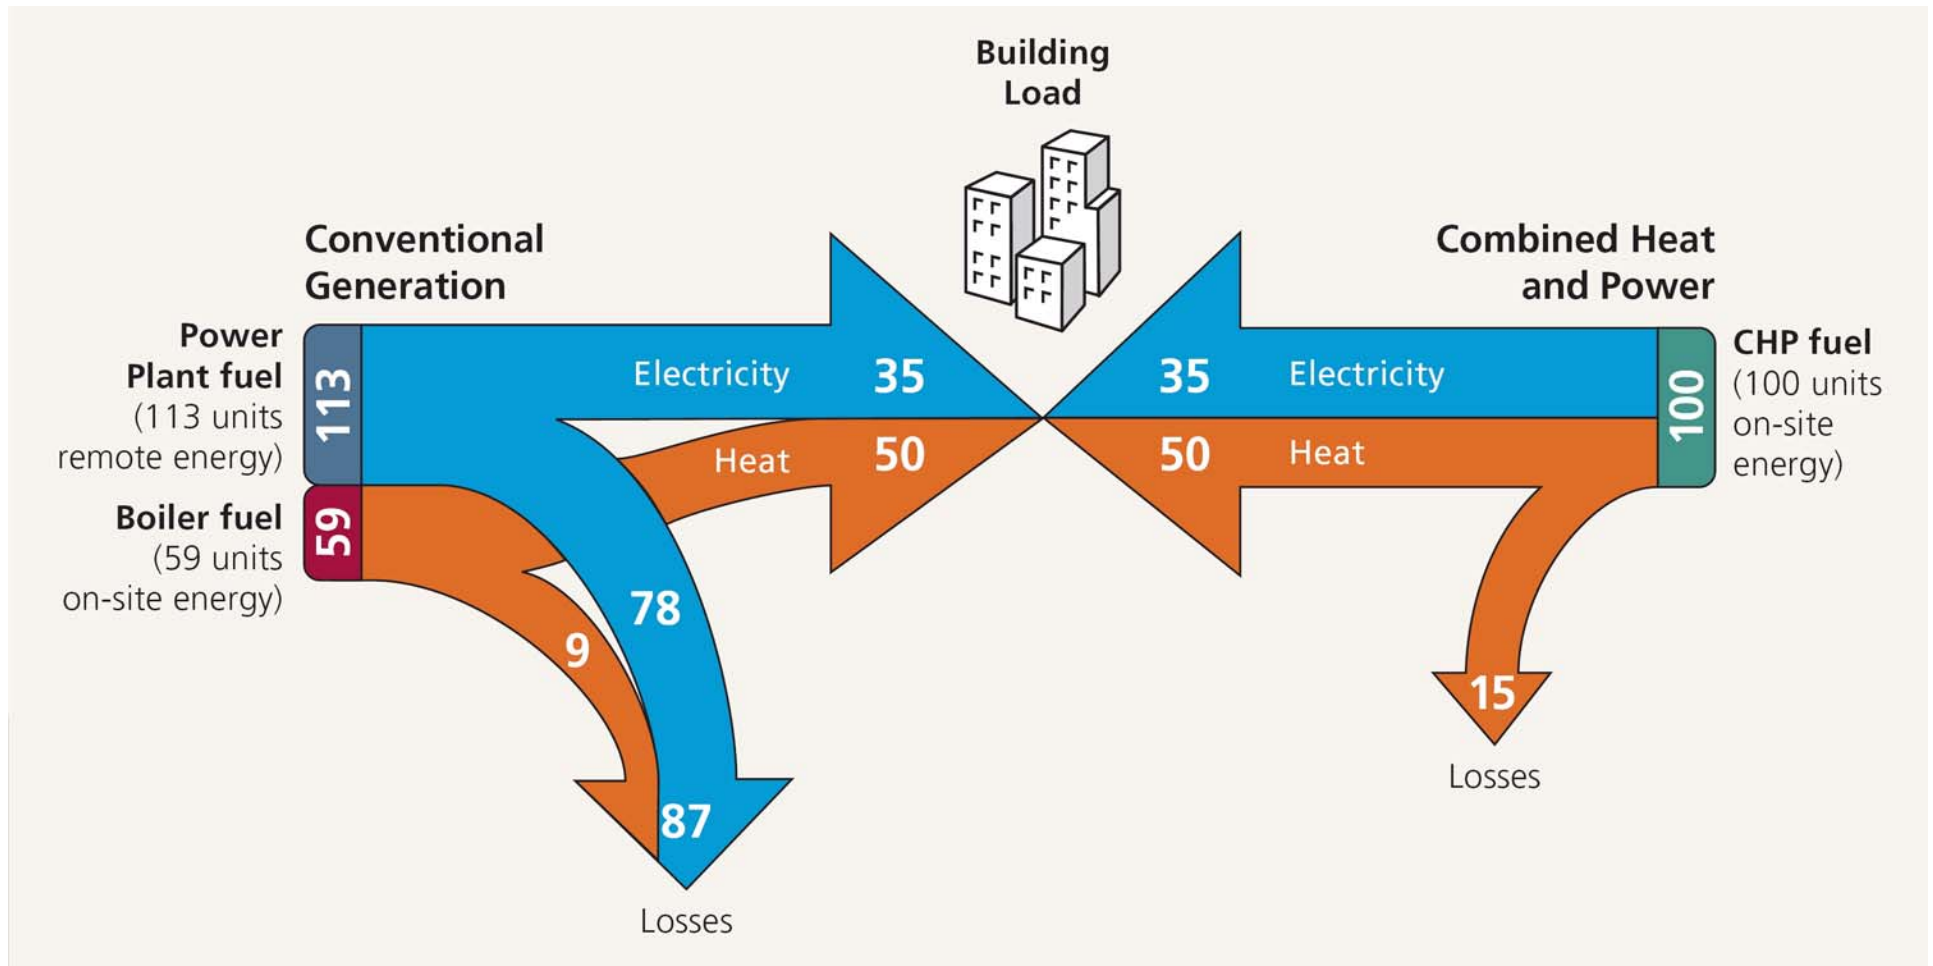 Building
Load
Conventional
Generation
Combined Heat
and Power
Power
Plant fuel
(113 units
remote energy)
113
Electricity
35
35
Electricity
100
CHP fuel
(100 units
on-site
energy)
Heat
50
50
Heat
Boiler fuel
(59 units
on-site energy)
59
78
9
87
Losses
15
Losses